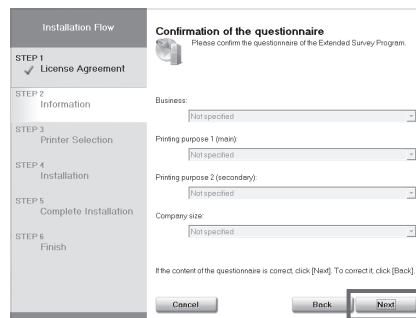 Installation Flow
STEP 1
License Agreement
STEP 2
Information
STEP 3
Printer Selection
STEP 4
Installation
STEP 5
Complete Installation
STEP 6
Finish
Confirmation of the questionnaire
Please confirm the questionnaire of the Extended Survey Program.
Business:
Not specified
Printing purpose 1 (main):
Not specified
Printing purpose 2 (secondary):
Not specified
Company size:
Not specified
If the content of the questionnaire is correct, click [Next]. To correct it, click [Back].
Cancel
Back
Next